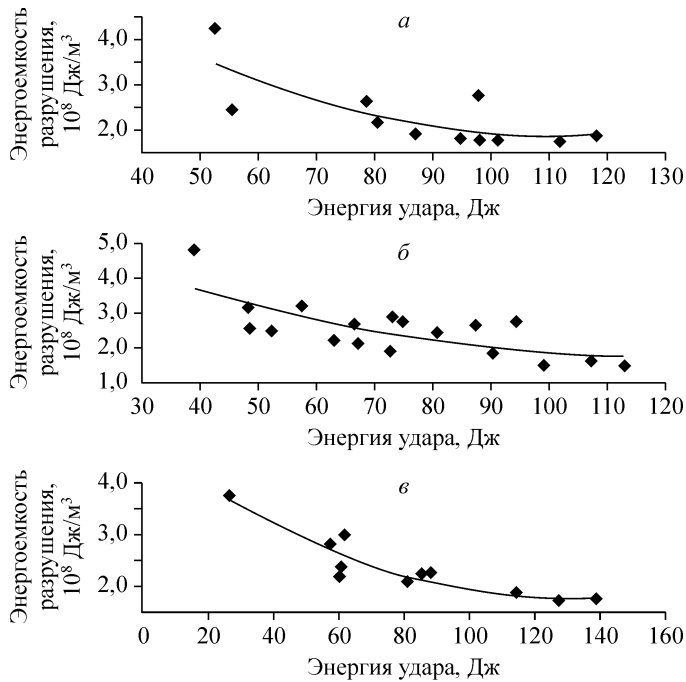 а
Энергоемкость
разрушения,
10⁸ Дж/м³
4,0
3,0
2,0
40 50 60 70 80 90 100 110 120 130
Энергия удара, Дж
б
Энергоемкость
разрушения,
10⁸ Дж/м³
5,0
4,0
3,0
2,0
1,0
30 40 50 60 70 80 90 100 110 120
Энергия удара, Дж
в
Энергоемкость
разрушения,
10⁸ Дж/м³
4,0
3,0
2,0
0 20 40 60 80 100 120 140 160
Энергия удара, Дж